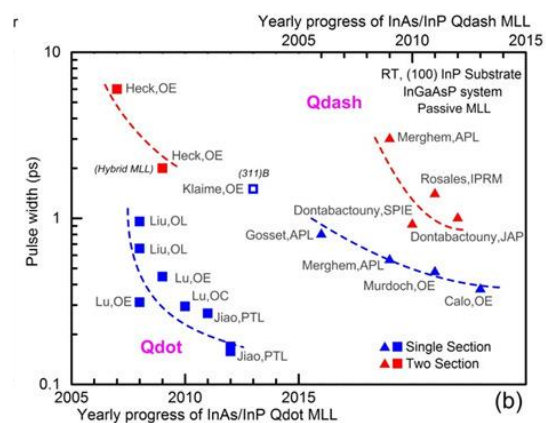 r
Yearly progress of InAs/InP Qdash MLL
2005
2010
2015
10
Heck,OE
Qdash
RT, (100) InP Substrate
InGaAsP system
Passive MLL
Merghem,APL
(Hybrid MLL)
Heck,OE
(311)B
Klaime,OE
Rosales,IPRM
Pulse width (ps)
1
Liu,OL
Dontabactouny,SPIE
Gosset,APL
Dontabactouny,JAP
Liu,OL
Lu,OE
Merghem,APL
Murdoch,OE
Lu,OE
Lu,OC
Jiao,PTL
Calo,OE
Qdot
Jiao,PTL
Single Section
Two Section
0.1
2005
2010
2015
Yearly progress of InAs/InP Qdot MLL
(b)